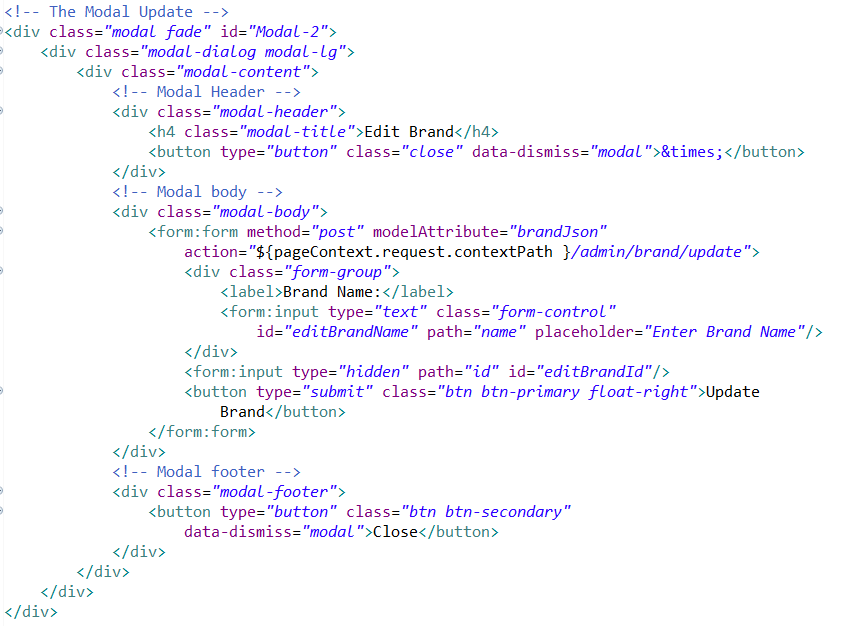 <!-- The Modal Update -->
<div class="modal fade" id="Modal-2">
<div class="modal-dialog modal-lg">
<div class="modal-content">
<!-- Modal Header -->
<div class="modal-header">
<h4 class="modal-title">Edit Brand</h4>
<button type="button" class="close" data-dismiss="modal">&times;</button>
</div>
<!-- Modal body -->
<div class="modal-body">
<form:form method="post" modelAttribute="brandJson"
action="${pageContext.request.contextPath }/admin/brand/update">
<div class="form-group">
<label>Brand Name:</label>
<form:input type="text" class="form-control"
id="editBrandName" path="name" placeholder="Enter Brand Name"/>
</div>
<form:input type="hidden" path="id" id="editBrandId"/>
<button type="submit" class="btn btn-primary float-right">Update
Brand</button>
</form:form>
</div>
<!-- Modal footer -->
<div class="modal-footer">
<button type="button" class="btn btn-secondary"
data-dismiss="modal">Close</button>
</div>
</div>
</div>
</div>